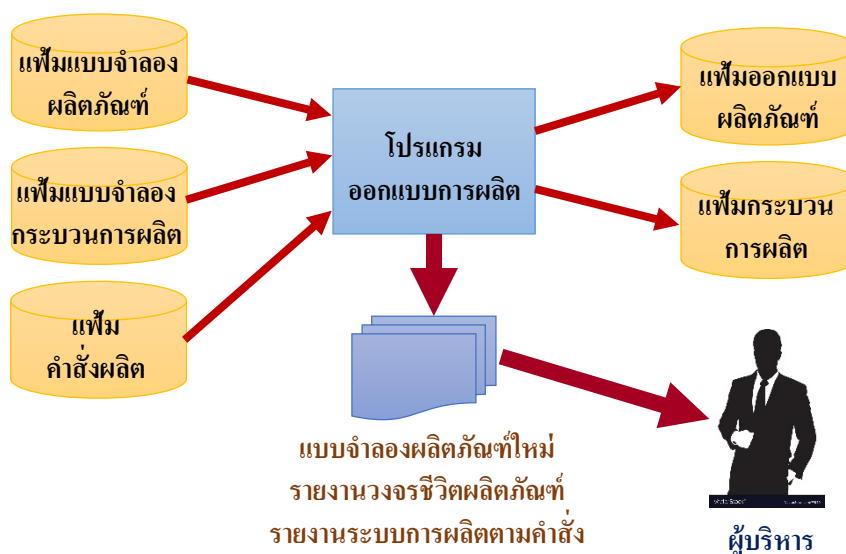 แฟ้มแบบจำลอง
ผลิตภัณฑ์
แฟ้มแบบจำลอง
กระบวนการผลิต
แฟ้ม
คำสั่งผลิต
โปรแกรม
ออกแบบการผลิต
แฟ้มออกแบบ
ผลิตภัณฑ์
แฟ้มกระบวน
การผลิต
แบบจำลองผลิตภัณฑ์ใหม่
รายงานวงจรชีวิตผลิตภัณฑ์
รายงานระบบการผลิตตามคำสั่ง
ผู้บริหาร